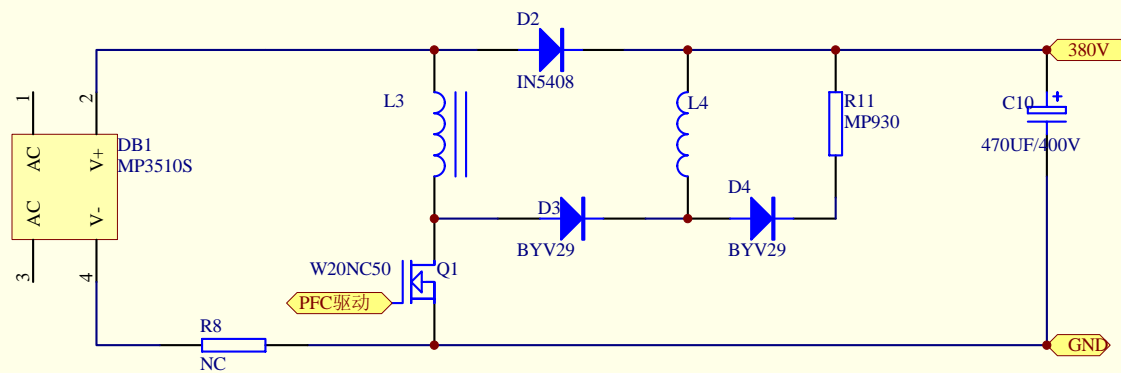 D2
IN5408
380V
1
2
L3
L4
R11
MP930
C10
+
470UF/400V
DB1
MP3510S
AC
V+
AC
V-
D3
BYV29
D4
BYV29
3
4
W20NC50
Q1
PFC驱动
R8
NC
GND